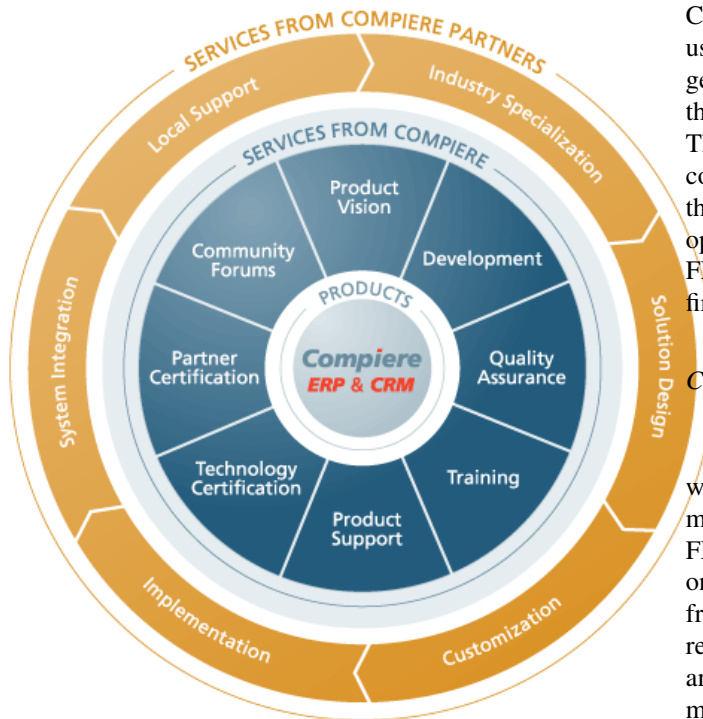 SERVICES FROM COMPIERE PARTNERS
Local Support
Industry Specialization
Solution Design
Customization
Implementation
System Integration
SERVICES FROM COMPIERE
Product
Vision
Development
Quality
Assurance
Training
Product
Support
Technology
Certification
Partner
Certification
Community
Forums
PRODUCTS
Compiere
ERP & CRM